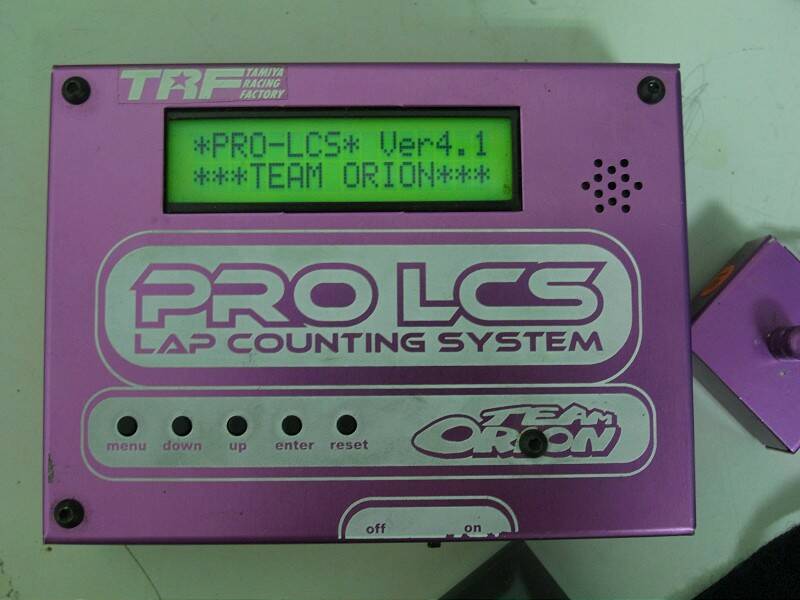 TRF TAMIYA
RACING
FACTORY
*PRO-LCS* Ver4.1
***TEAM ORION***
PRO LCS
LAP COUNTING SYSTEM
menu down up enter reset
TEAM
ORION
off on